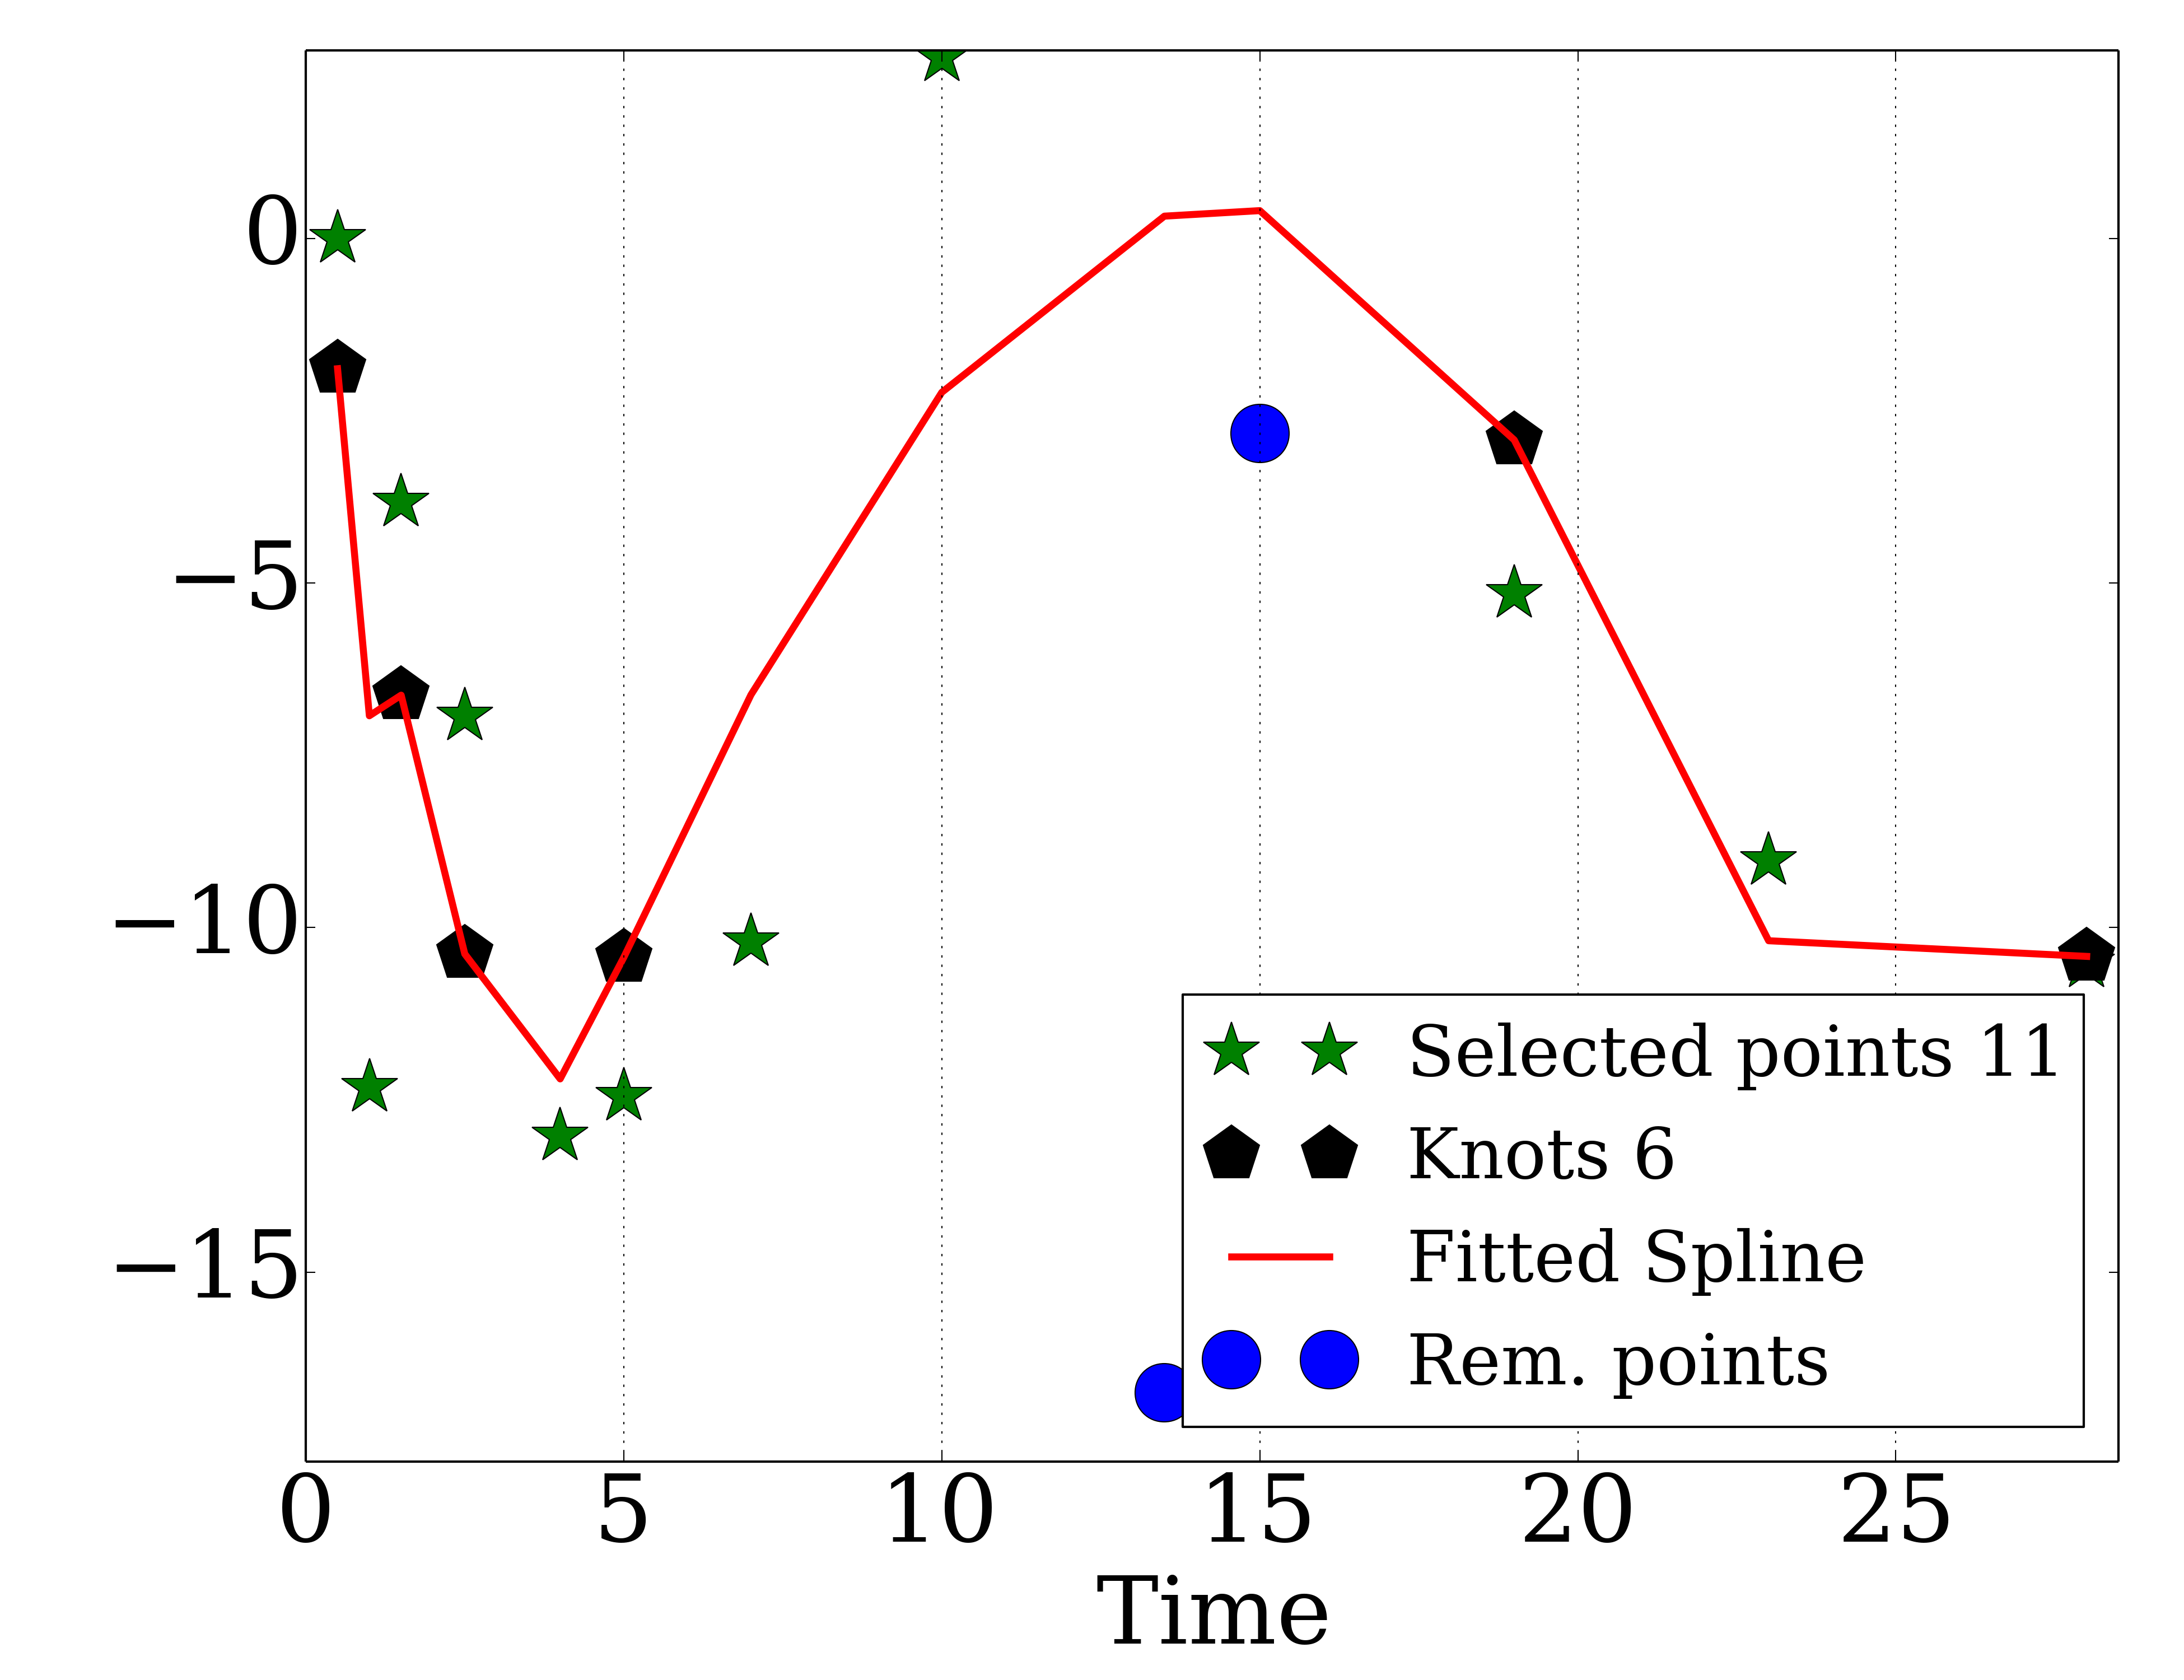 0
−5
−10
−15
Selected points 11
Knots 6
Fitted Spline
Rem. points
0 5 10 15 20 25
Time